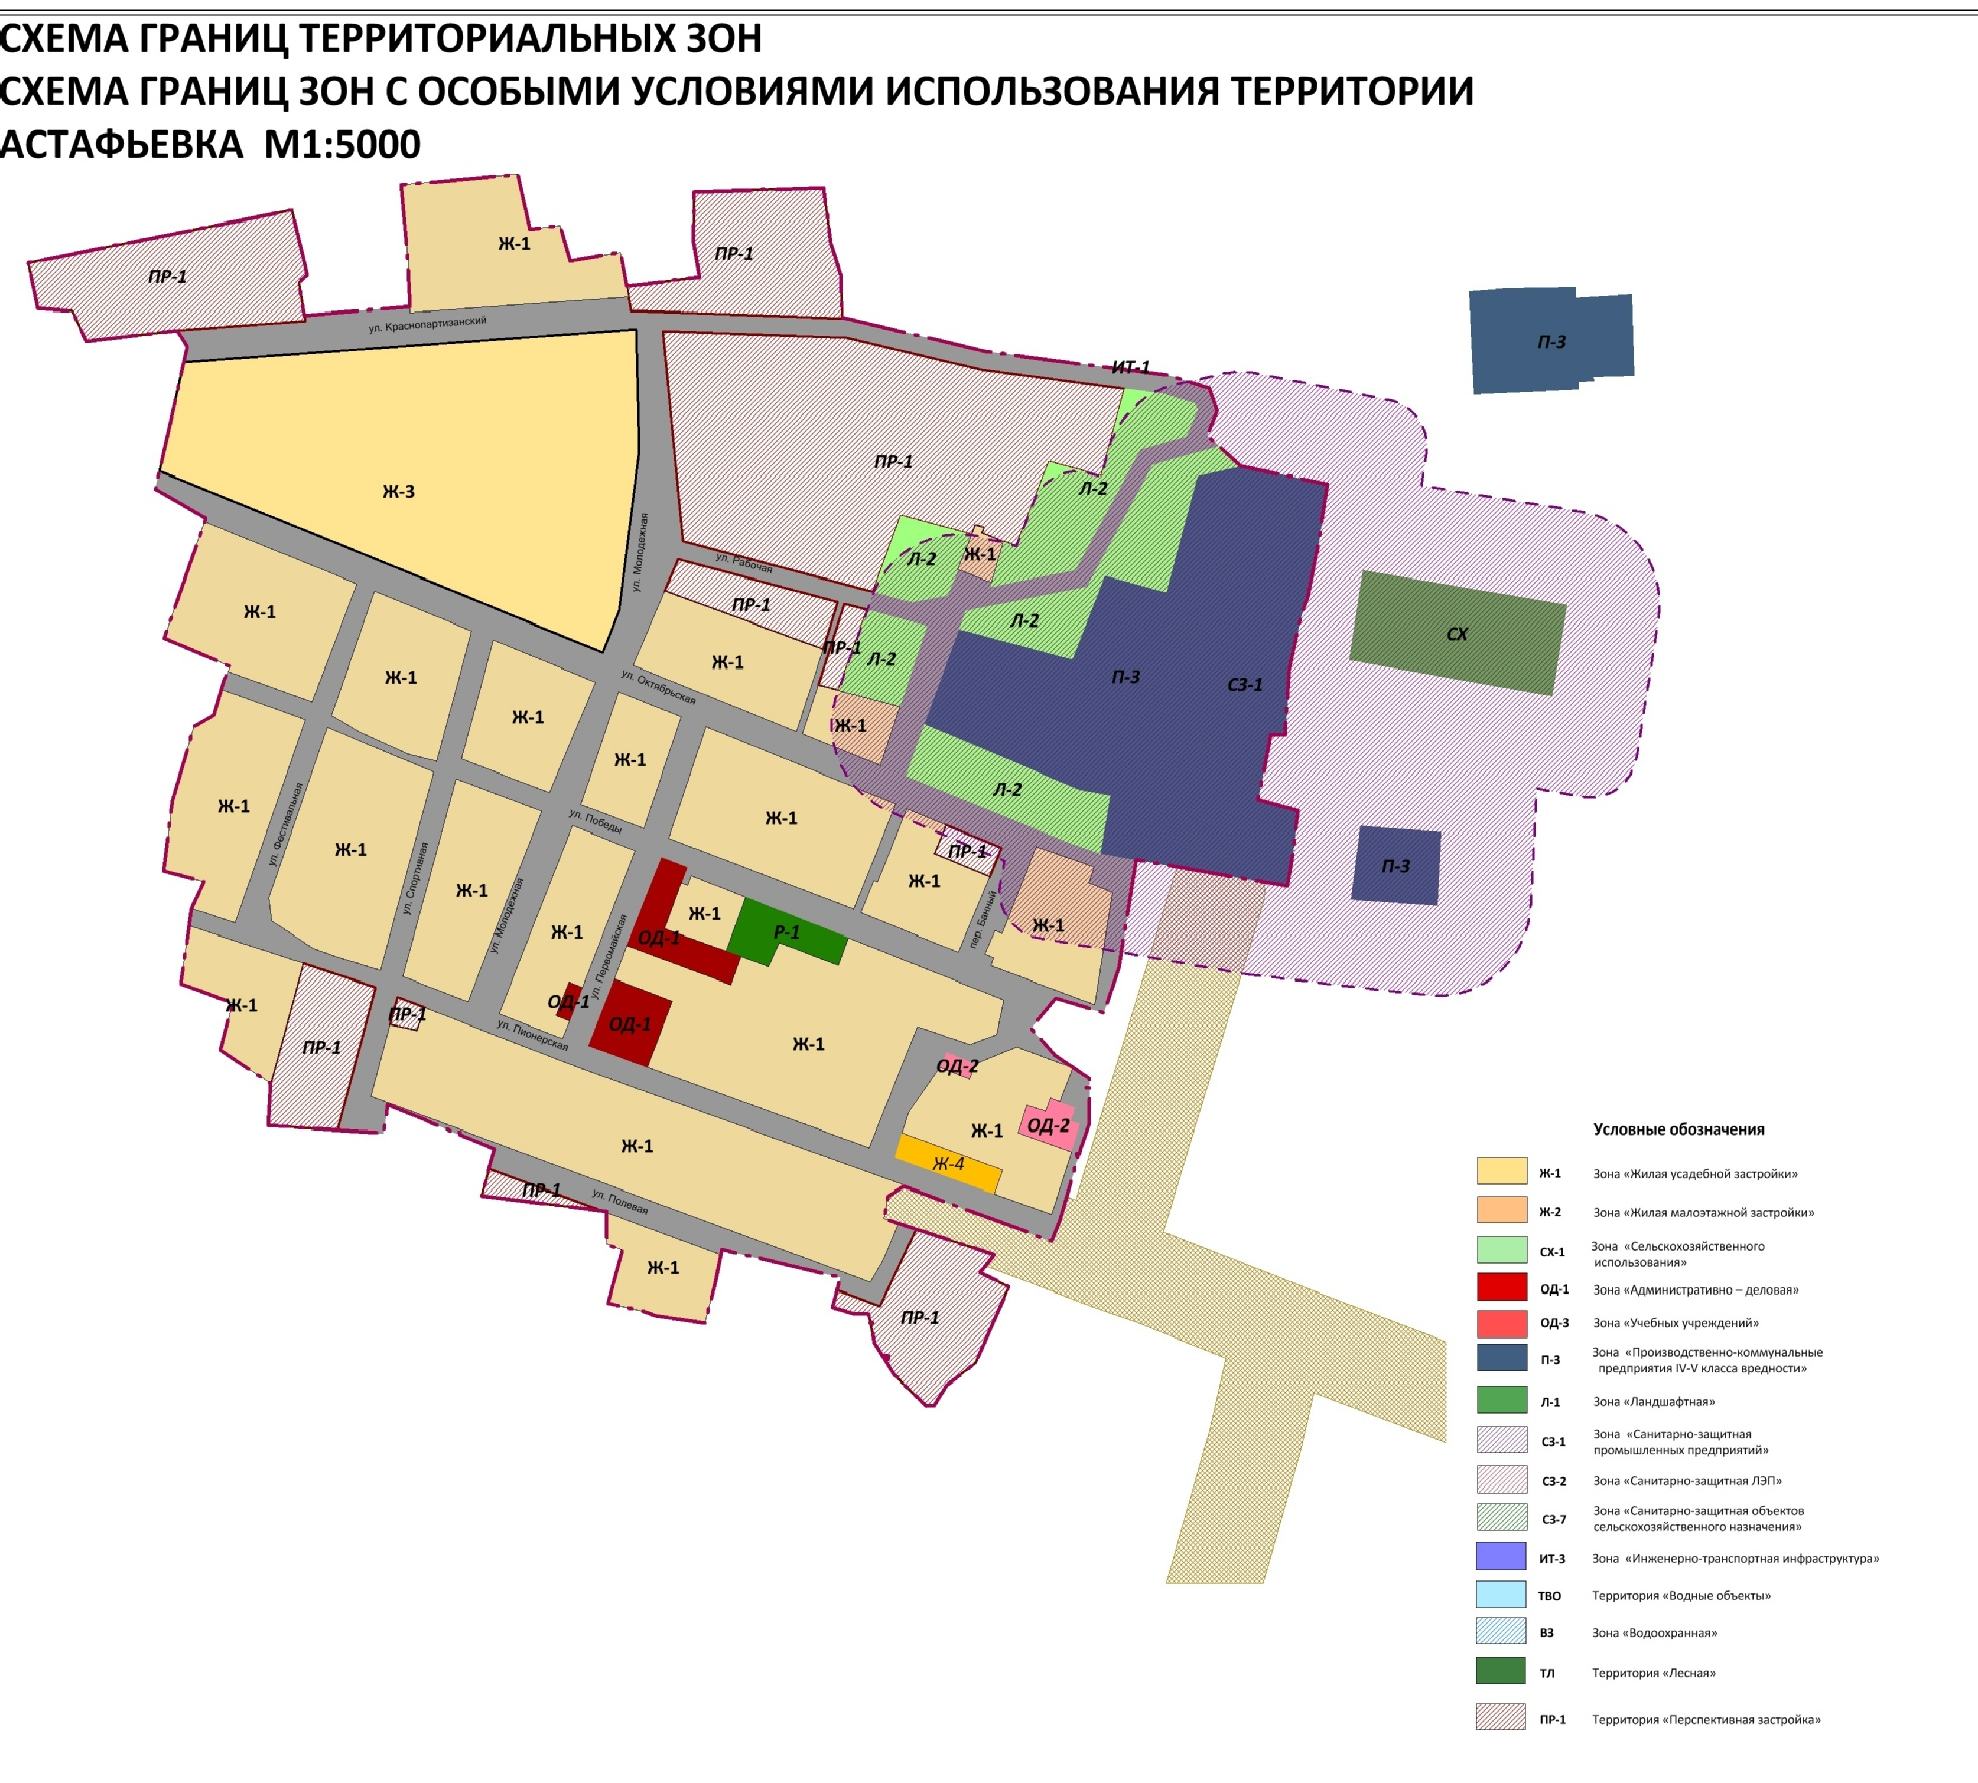 СХЕМА ГРАНИЦ ТЕРРИТОРИАЛЬНЫХ ЗОН
СХЕМА ГРАНИЦ ЗОН С ОСОБЫМИ УСЛОВИЯМИ ИСПОЛЬЗОВАНИЯ ТЕРРИТОРИИ
АСТАФЬЕВКА М1:5000
Ж-1
ПР-1
ПР-1
ул. Краснопартизанский
П-3
ИТ-1
ПР-1
Л-2
Ж-3
ул. Молодежная
ул. Рабочая
Л-2
Ж-1
ПР-1
Ж-1
Л-2
СХ
ПР-1
Л-2
Ж-1
Ж-1
П-3
СЗ-1
ул. Октябрьская
Ж-1
Ж-1
Ж-1
Л-2
Ж-1
ул. Фестивальная
ул. Победы
Ж-1
Ж-1
ПР-1
П-3
ул. Спортивная
Ж-1
Ж-1
ул. Молодежная
Ж-1
ОД-1
Р-1
Ж-1
ул. Первомайская
пер. Банный
Ж-1
Ж-1
ОД-1
ПР-1
ОД-1
ул. Пионерская
ПР-1
Ж-1
ОД-2
ОД-2
Ж-1
Ж-1
Ж-4
ПР-1
ул. Полевая
Ж-1
ПР-1
Условные обозначения
Ж-1 Зона «Жилая усадебной застройки»
Ж-2 Зона «Жилая малоэтажной застройки»
СХ-1 Зона «Сельскохозяйственного
использования»
ОД-1 Зона «Административно – деловая»
ОД-3 Зона «Учебных учреждений»
П-3 Зона «Производственно-коммунальные
предприятия IV-V класса вредности»
Л-1 Зона «Ландшафтная»
СЗ-1 Зона «Санитарно-защитная
промышленных предприятий»
СЗ-2 Зона «Санитарно-защитная ЛЭП»
СЗ-7 Зона «Санитарно-защитная объектов
сельскохозяйственного назначения»
ИТ-3 Зона «Инженерно-транспортная инфраструктура»
ТВО Территория «Водные объекты»
ВЗ Зона «Водоохранная»
ТЛ Территория «Лесная»
ПР-1 Территория «Перспективная застройка»